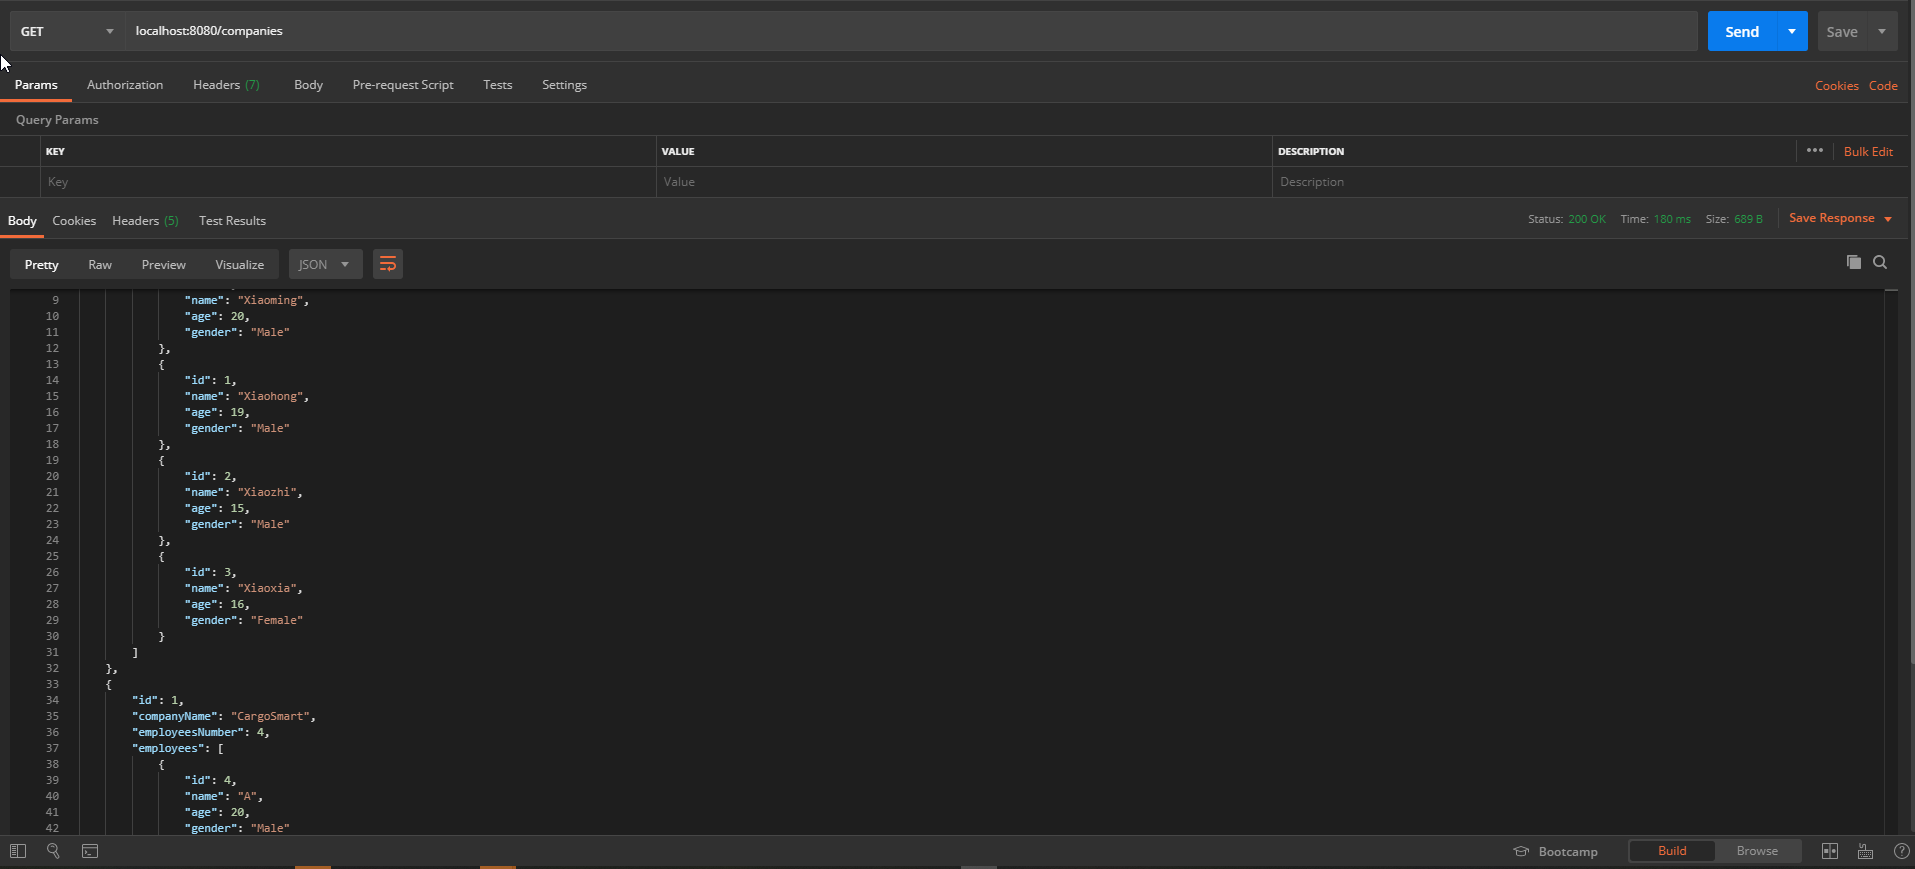 GET localhost:8080/companies Send Save
Params Authorization Headers (7) Body Pre-request Script Tests Settings Cookies Code
Query Params
KEY VALUE DESCRIPTION ••• Bulk Edit
Key Value Description
Body Cookies Headers (5) Test Results Status: 200 OK Time: 180 ms Size: 689 B Save Response
Pretty Raw Preview Visualize JSON
9 "name": "Xiaoming",
10 "age": 20,
11 "gender": "Male"
12 },
13 {
14 "id": 1,
15 "name": "Xiaohong",
16 "age": 19,
17 "gender": "Male"
18 },
19 {
20 "id": 2,
21 "name": "Xiaozhi",
22 "age": 15,
23 "gender": "Male"
24 },
25 {
26 "id": 3,
27 "name": "Xiaoxia",
28 "age": 16,
29 "gender": "Female"
30 }
31 ]
32 },
33 {
34 "id": 1,
35 "companyName": "CargoSmart",
36 "employeesNumber": 4,
37 "employees": [
38 {
39 "id": 4,
40 "name": "A",
41 "age": 20,
42 "gender": "Male"
Bootcamp Build Browse